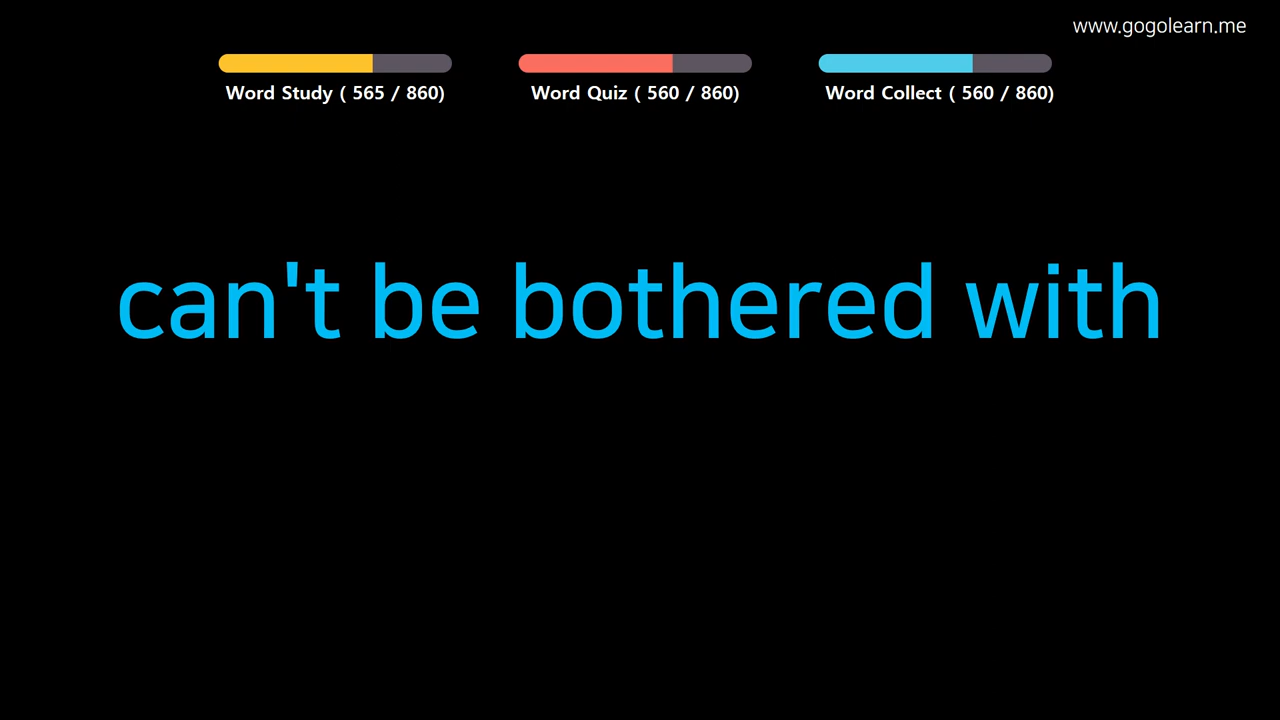 www.gogolearn.me
Word Study ( 565 / 860)
Word Quiz ( 560 / 860)
Word Collect ( 560 / 860)
can't be bothered with